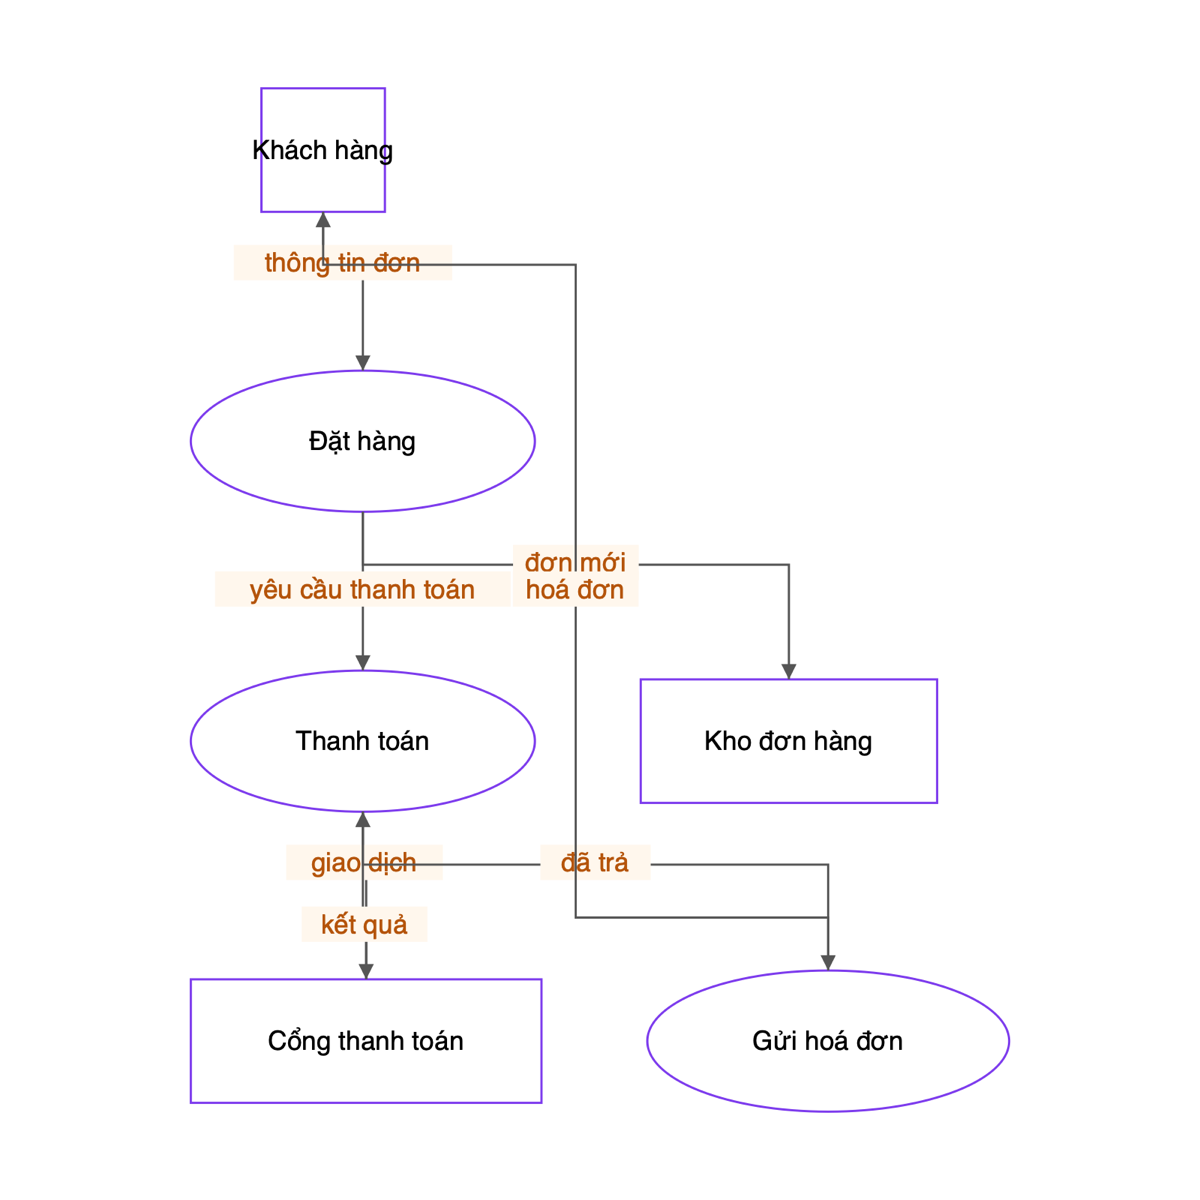 Khách hàng
thông tin đơn
Đặt hàng
đơn mới
yêu cầu thanh toán
hoá đơn
Thanh toán
Kho đơn hàng
giao dịch
đã trả
kết quả
Cổng thanh toán
Gửi hoá đơn